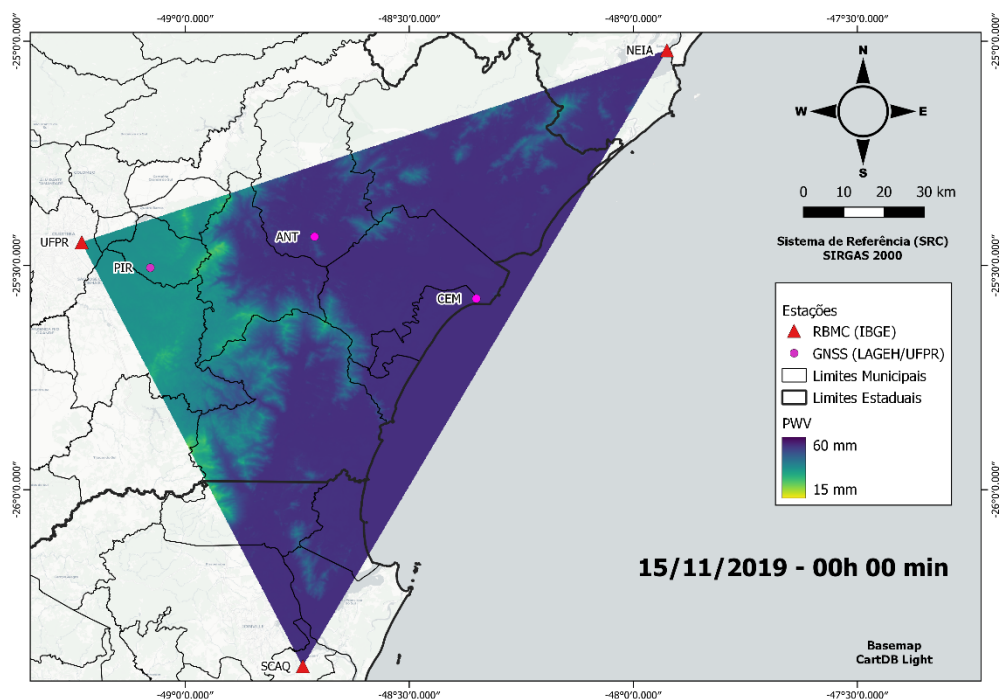 -49°0'0.000" -48°30'0.000" -48°0'0.000" -47°30'0.000"
-25°0'0.000" -25°0'0.000"
NEIA
N
W E
S
0 10 20 30 km
Sistema de Referência (SRC)
SIRGAS 2000
UFPR
ANT
PIR
CEM
-25°30'0.000" -25°30'0.000"
Estações
RBMC (IBGE)
GNSS (LAGEH/UFPR)
Limites Municipais
Limites Estaduais
PWV
60 mm
15 mm
-26°0'0.000" -26°0'0.000"
15/11/2019 - 00h 00 min
SCAQ
Basemap
CartDB Light
-49°0'0.000" -48°30'0.000" -48°0'0.000" -47°30'0.000"